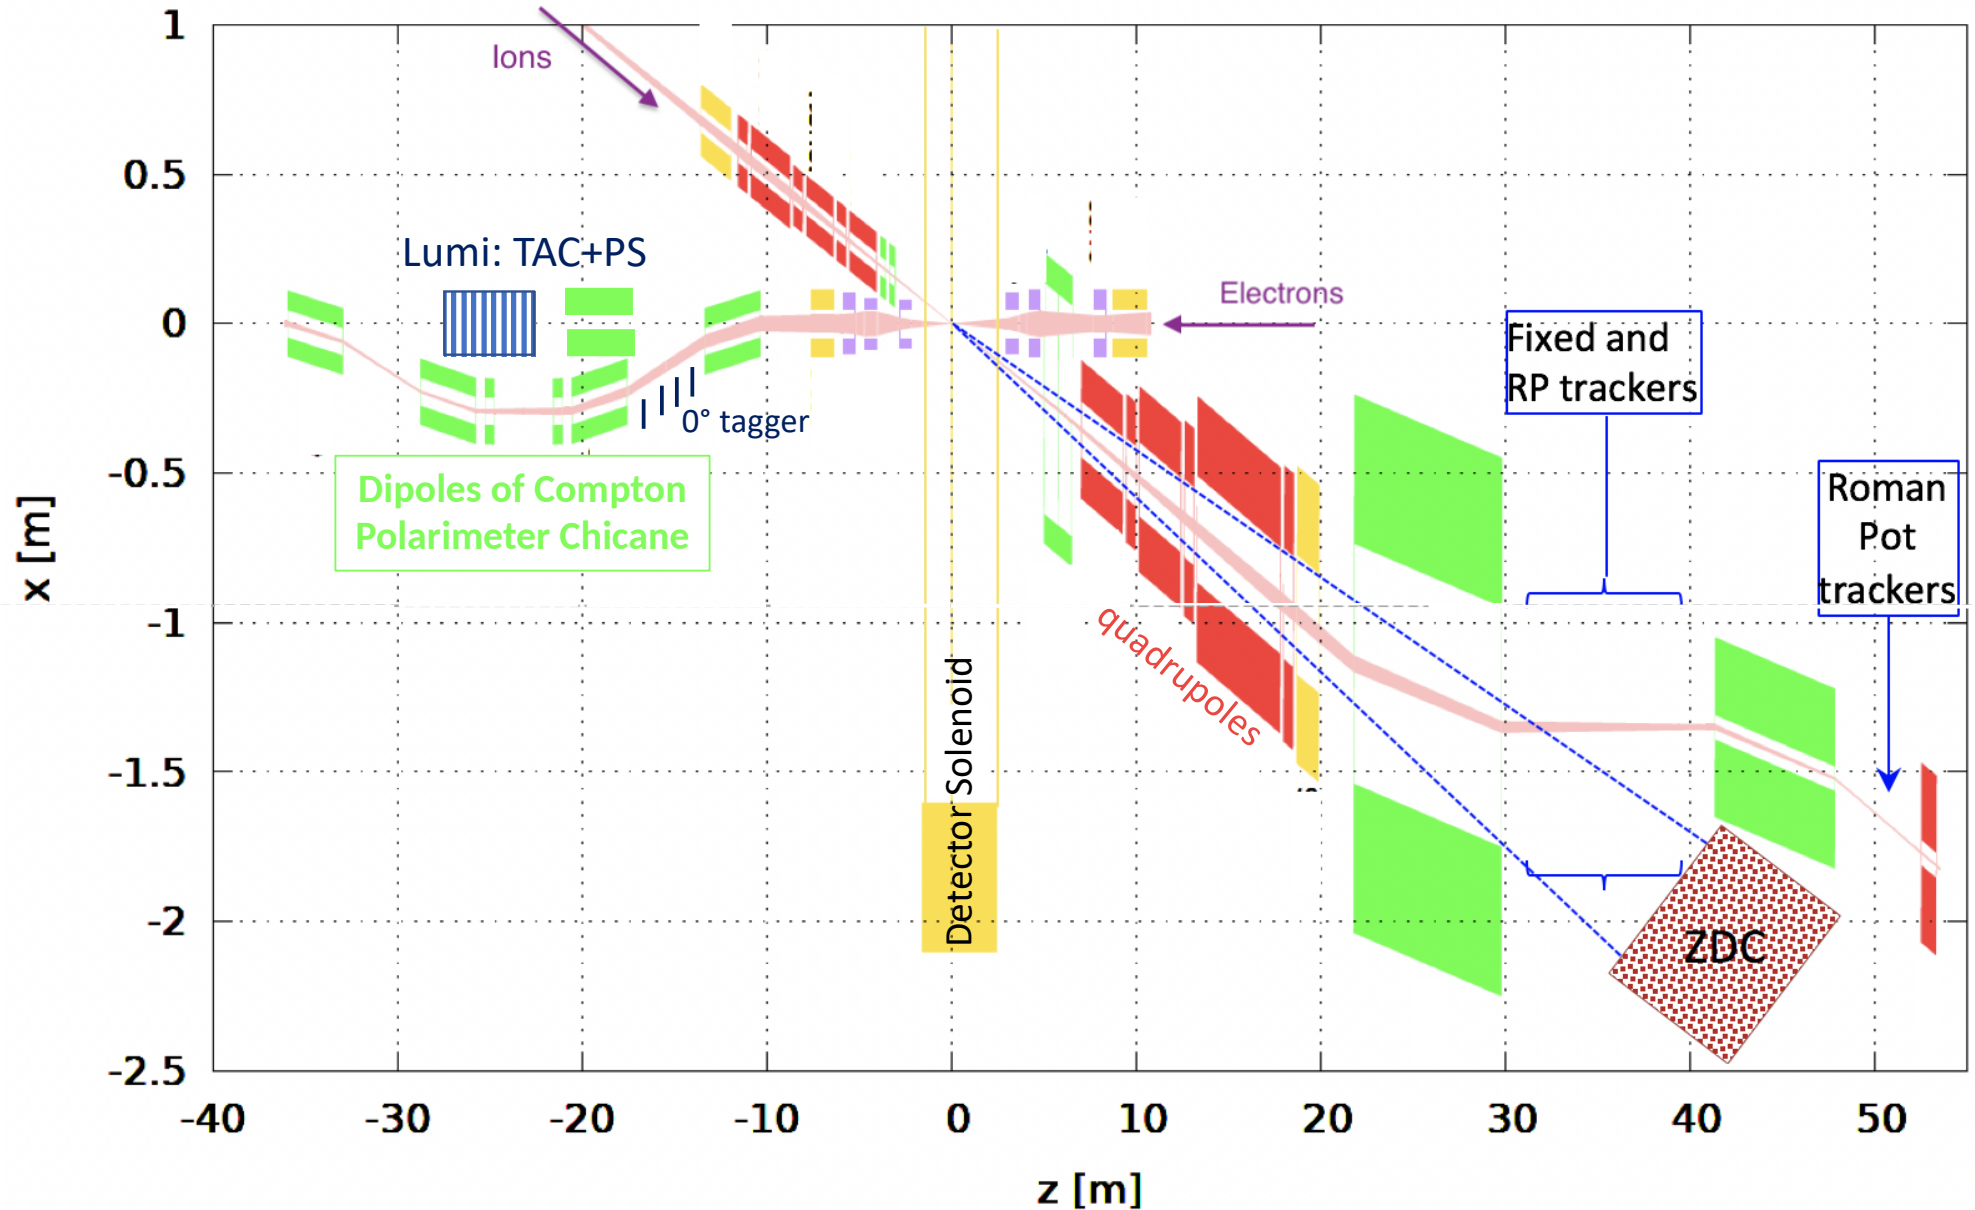 1
Ions
0.5
Lumi: TAC+PS
Electrons
0
Fixed and
RP trackers
0° tagger
-0.5
Dipoles of Compton
Polarimeter Chicane
Roman
Pot
trackers
x [m]
-1
quadrupoles
Detector Solenoid
-1.5
-2
ZDC
-2.5
-40 -30 -20 -10 0 10 20 30 40 50
z [m]